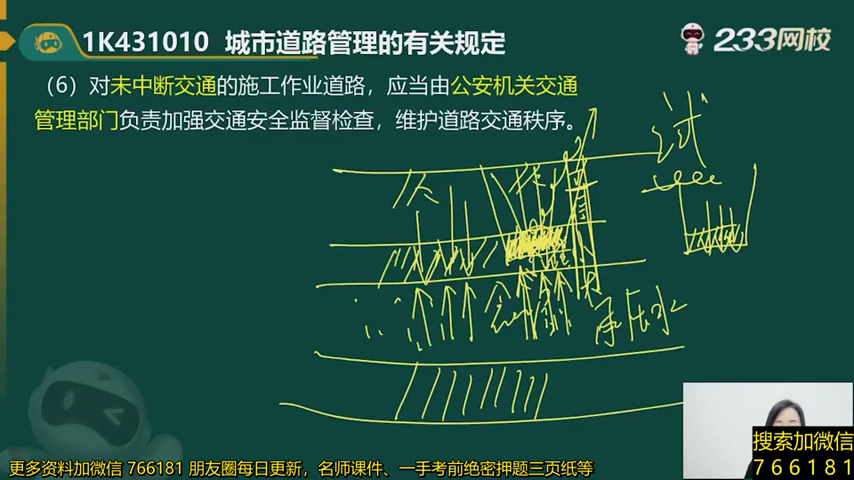 1K431010 城市道路管理的有关规定
233网校
（6）对未中断交通的施工作业道路，应当由公安机关交通
管理部门负责加强交通安全监督检查，维护道路交通秩序。
承压水
搜索加微信
766181
更多资料加微信 766181 朋友圈每日更新，名师课件、一手考前绝密押题三页纸等